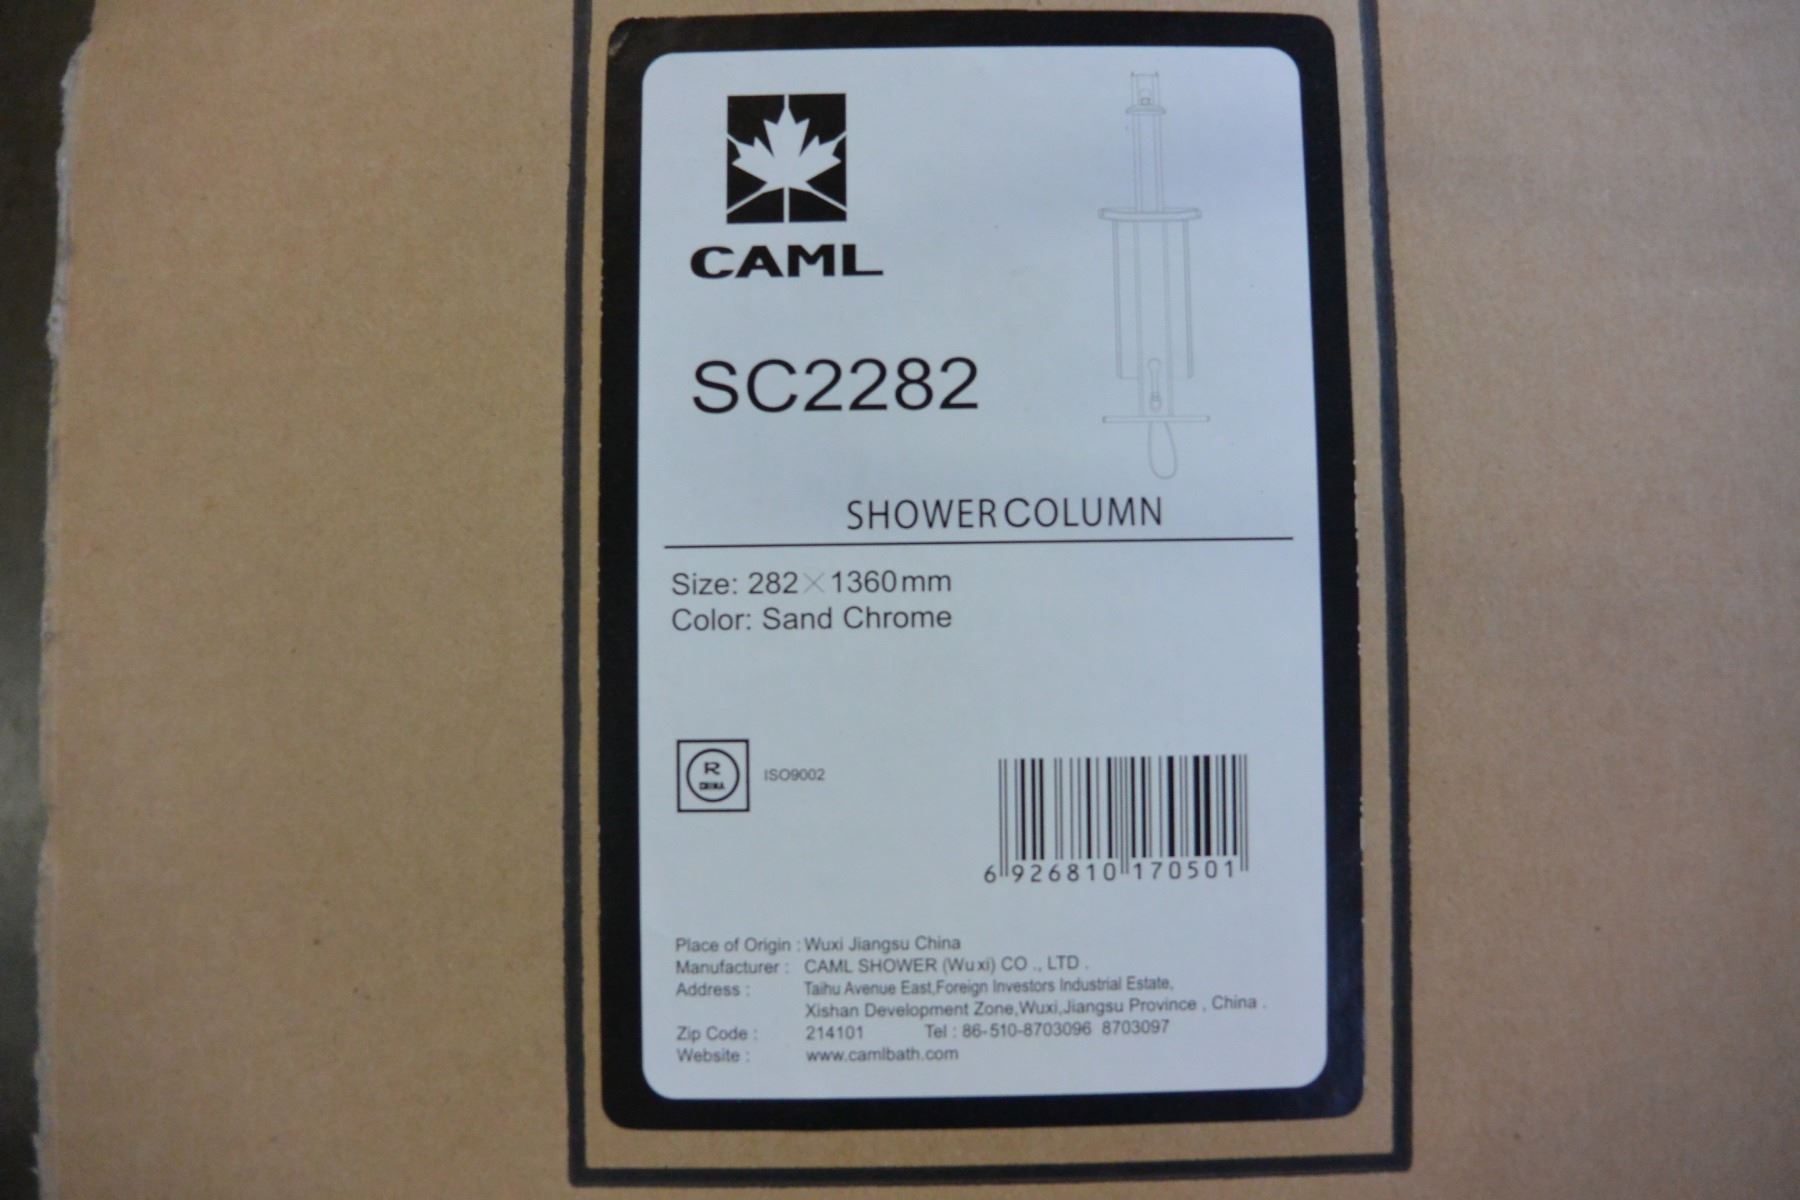 CAML
SC2282
SHOWER COLUMN
Size: 282×1360mm
Color: Sand Chrome
R
CHINA
ISO9002
6 926810 170501
Place of Origin : Wuxi Jiangsu China
Manufacturer : CAML SHOWER (Wuxi) CO ., LTD .
Address : Taihu Avenue East,Foreign Investors Industrial Estate,
Xishan Development Zone,Wuxi,Jiangsu Province , China .
Zip Code : 214101 Tel : 86-510-8703096 8703097
Website : www.camlbath.com